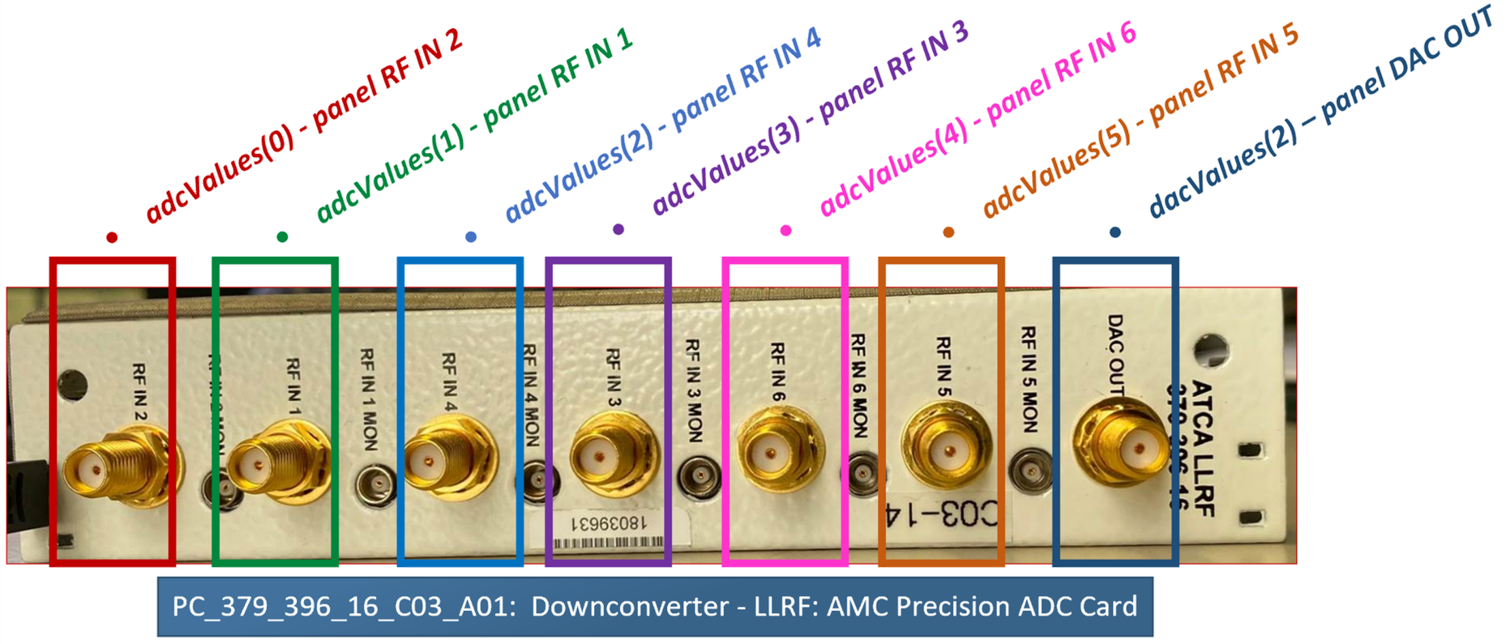 adcValues(0) - panel RF IN 2
adcValues(1) - panel RF IN 1
adcValues(2) - panel RF IN 4
adcValues(3) - panel RF IN 3
adcValues(4) - panel RF IN 6
adcValues(5) - panel RF IN 5
dacValues(2) – panel DAC OUT
RF IN 2
RF IN 1
RF IN 1 MON
RF IN 4
RF IN 4 MON
RF IN 3
RF IN 3 MON
RF IN 6
RF IN 6 MON
RF IN 5
RF IN 5 MON
DAC OUT
ATCA LLRF
18039631
C03-14
PC_379_396_16_C03_A01: Downconverter - LLRF: AMC Precision ADC Card